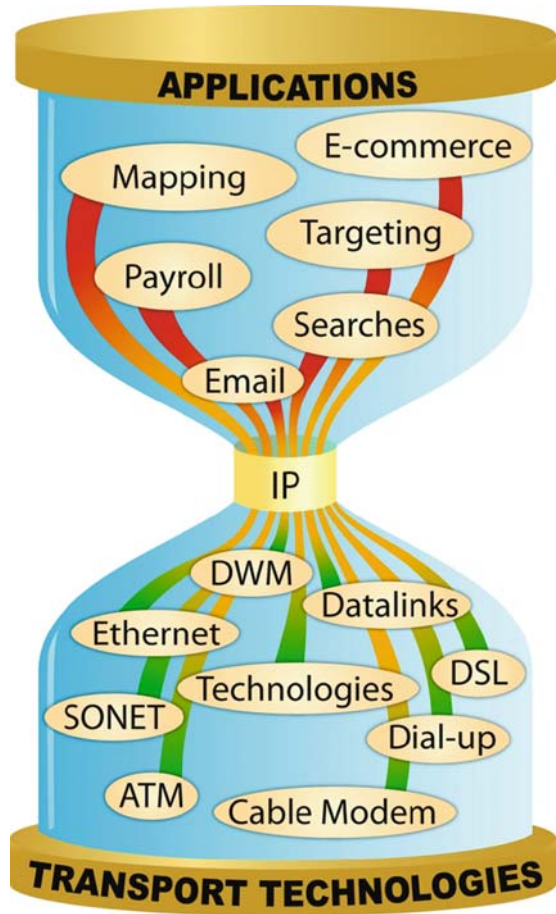 APPLICATIONS
E-commerce
Mapping
Targeting
Payroll
Searches
Email
IP
DWM
Datalinks
Ethernet
DSL
Technologies
SONET
Dial-up
ATM
Cable Modem
TRANSPORT TECHNOLOGIES